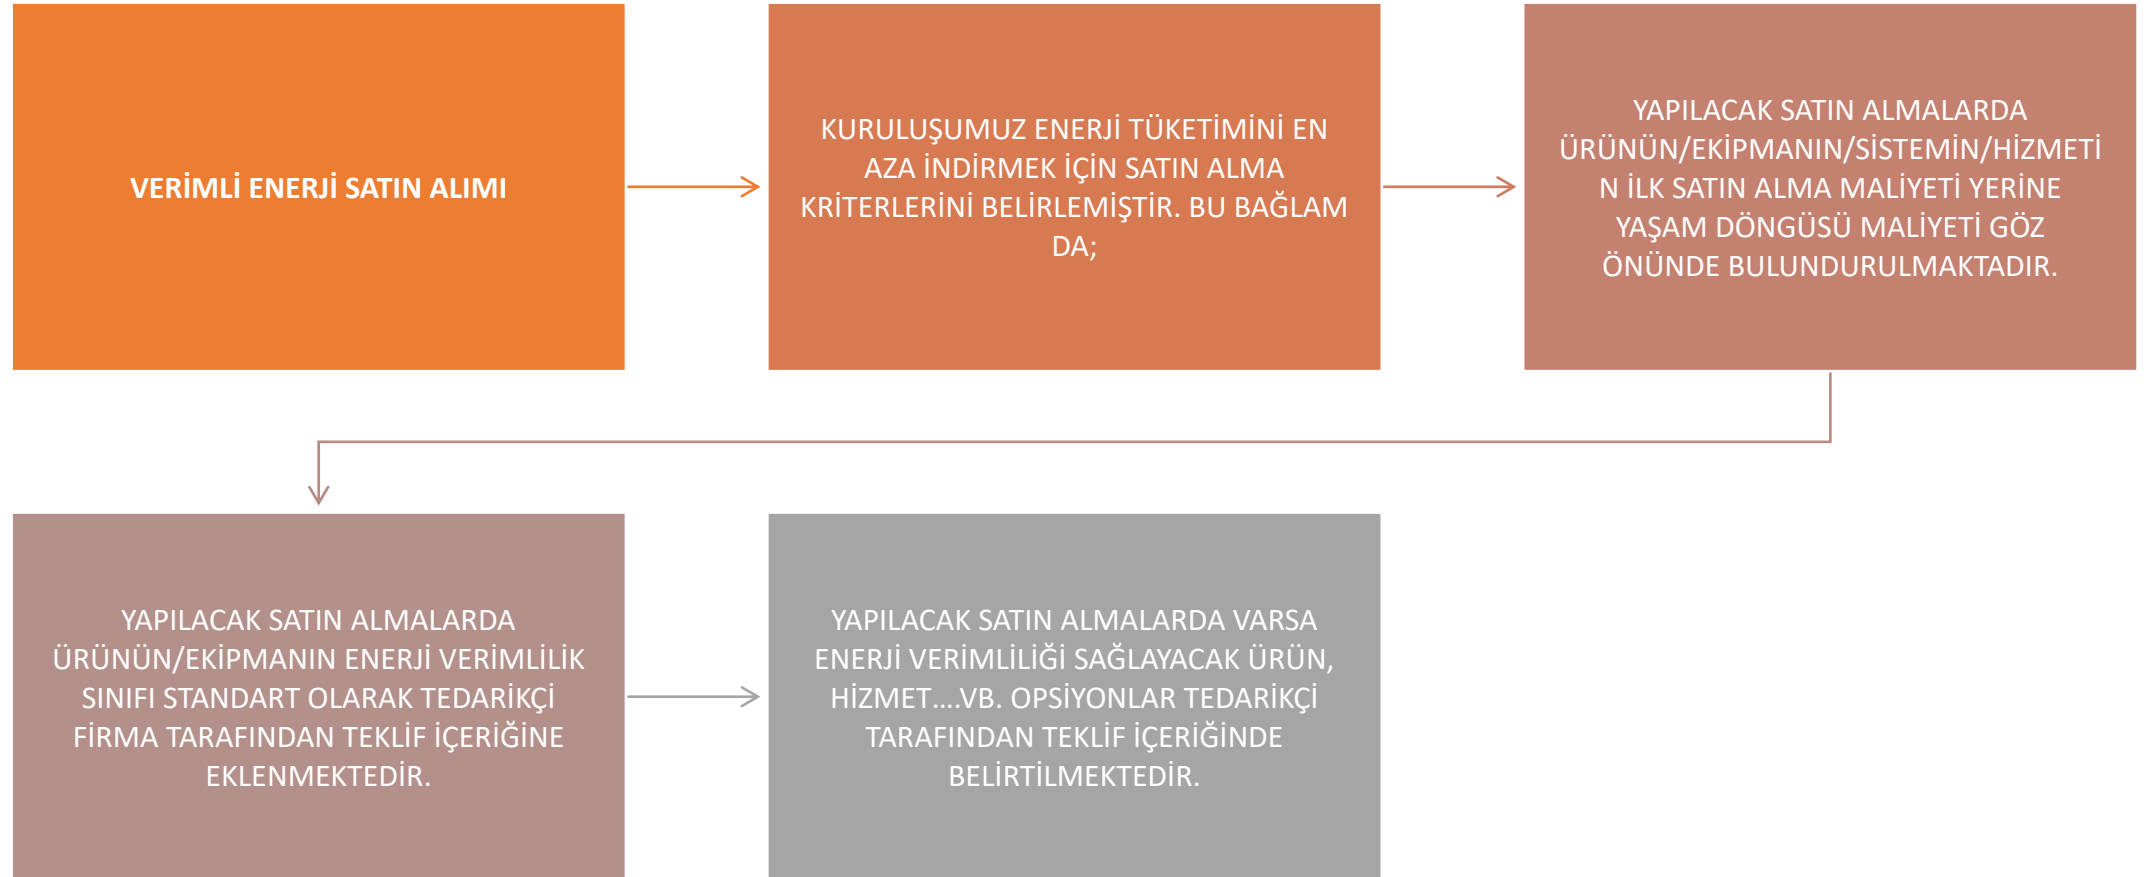 VERİMLİ ENERJİ SATIN ALIMI
KURULUŞUMUZ ENERJİ TÜKETİMİNİ EN
AZA İNDİRMEK İÇİN SATIN ALMA
KRİTERLERİNİ BELİRLEMİŞTİR. BU BAĞLAM
DA;
YAPILACAK SATIN ALMALARDA
ÜRÜNÜN/EKİPMANIN/SİSTEMİN/HİZMETİ
N İLK SATIN ALMA MALİYETİ YERİNE
YAŞAM DÖNGÜSÜ MALİYETİ GÖZ
ÖNÜNDE BULUNDURULMAKTADIR.
YAPILACAK SATIN ALMALARDA
ÜRÜNÜN/EKİPMANIN ENERJİ VERİMLİLİK
SINIFI STANDART OLARAK TEDARİKÇİ
FİRMA TARAFINDAN TEKLİF İÇERİĞİNE
EKLENMEKTEDİR.
YAPILACAK SATIN ALMALARDA VARSA
ENERJİ VERİMLİLİĞİ SAĞLAYACAK ÜRÜN,
HİZMET....VB. OPSİYONLAR TEDARİKÇİ
TARAFINDAN TEKLİF İÇERİĞİNDE
BELİRTİLMEKTEDİR.